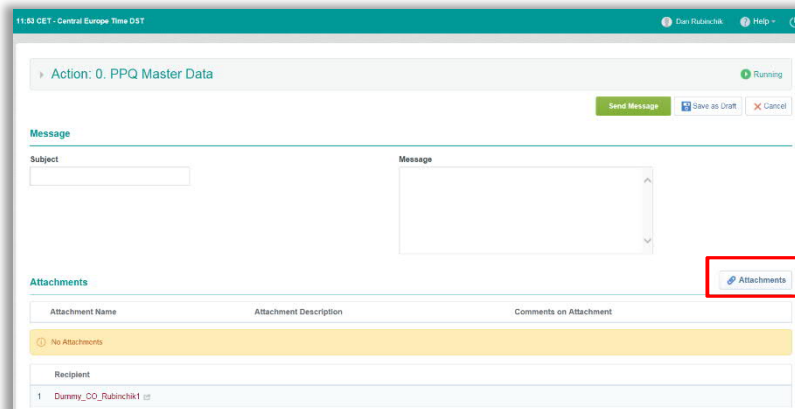 11:53 CET - Central Europe Time DST Dan Rubinchik Help
Action: 0. PPQ Master Data Running
Send Message Save as Draft Cancel
Message
Subject Message
Attachments Attachments
Attachment Name Attachment Description Comments on Attachment
No Attachments
Recipient
1 Dummy_CO_Rubinchik1